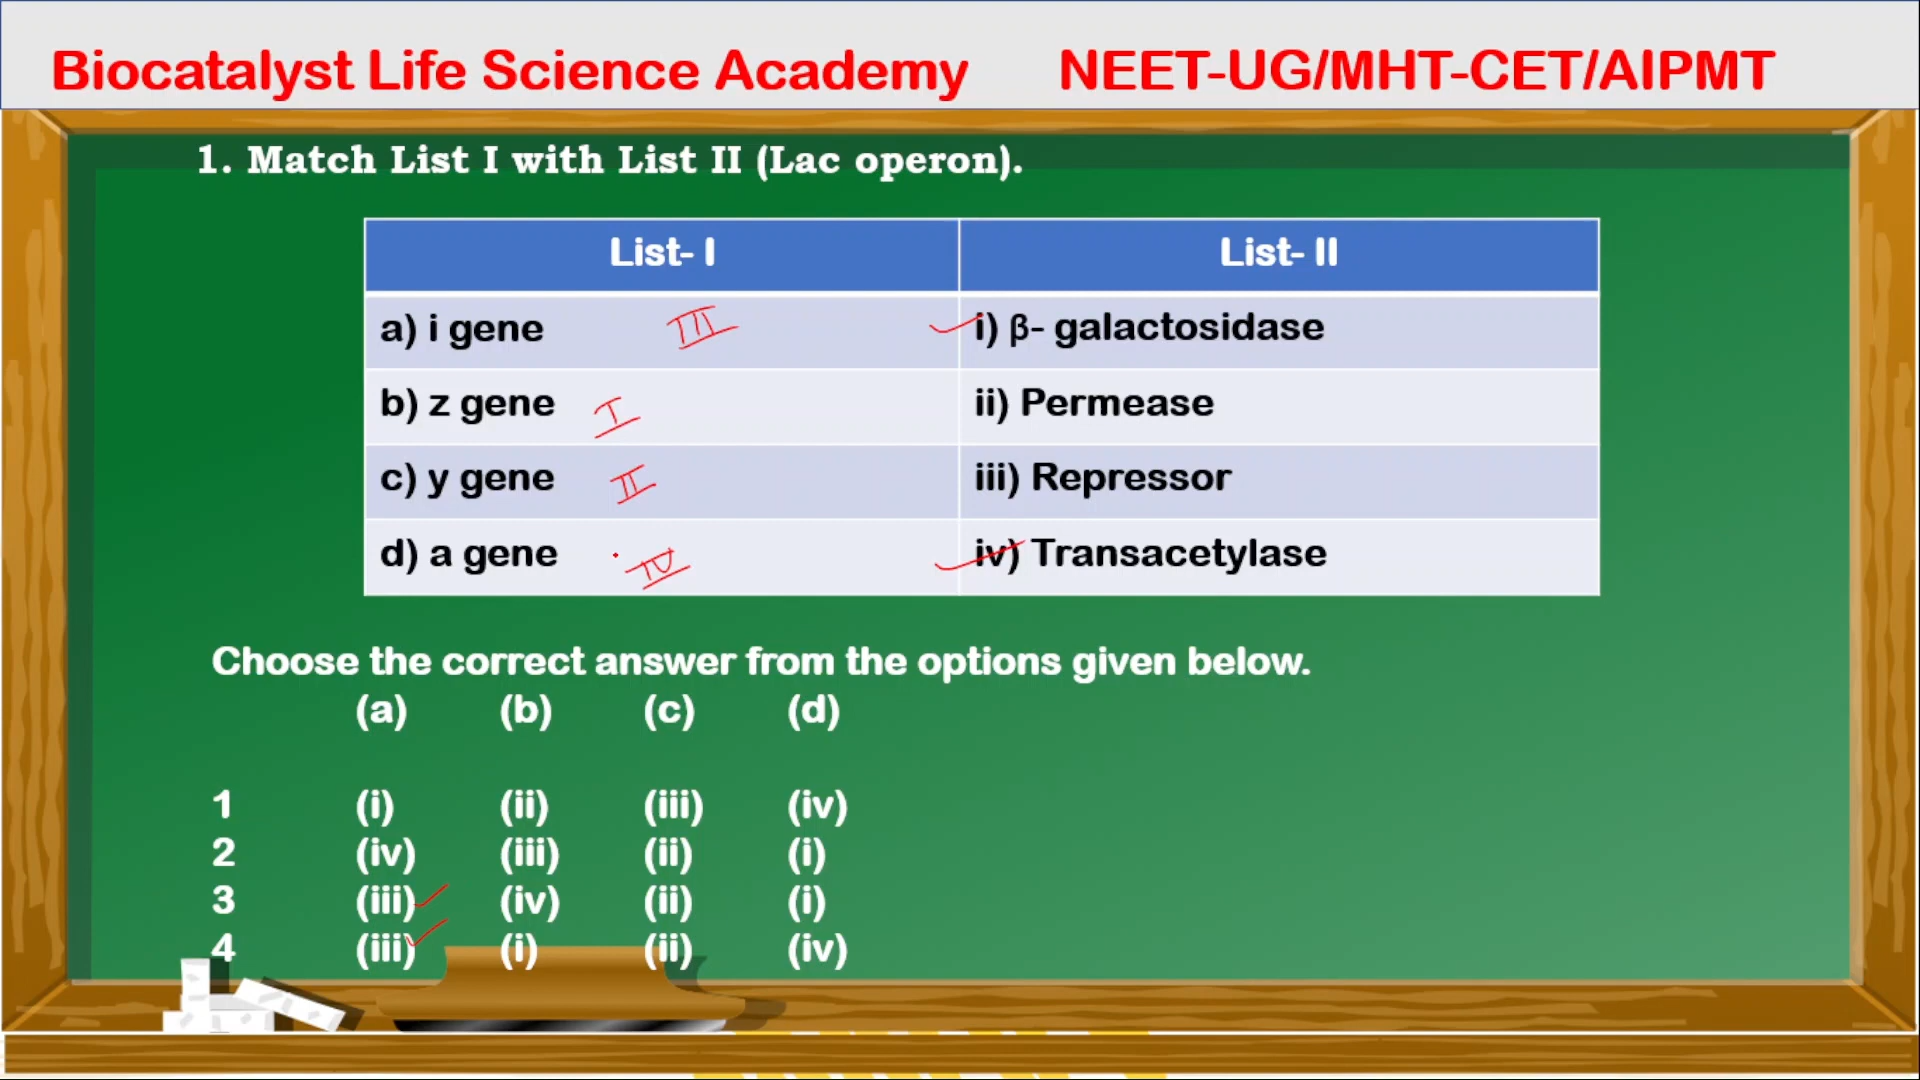 Biocatalyst Life Science Academy NEET-UG/MHT-CET/AIPMT
1. Match List I with List II (Lac operon).
List- I List- II
a) i gene III i) β- galactosidase
b) z gene I ii) Permease
c) y gene II iii) Repressor
d) a gene IV iv) Transacetylase
Choose the correct answer from the options given below.
(a) (b) (c) (d)
1 (i) (ii) (iii) (iv)
2 (iv) (iii) (ii) (i)
3 (iii) (iv) (ii) (i)
4 (iii) (i) (ii) (iv)